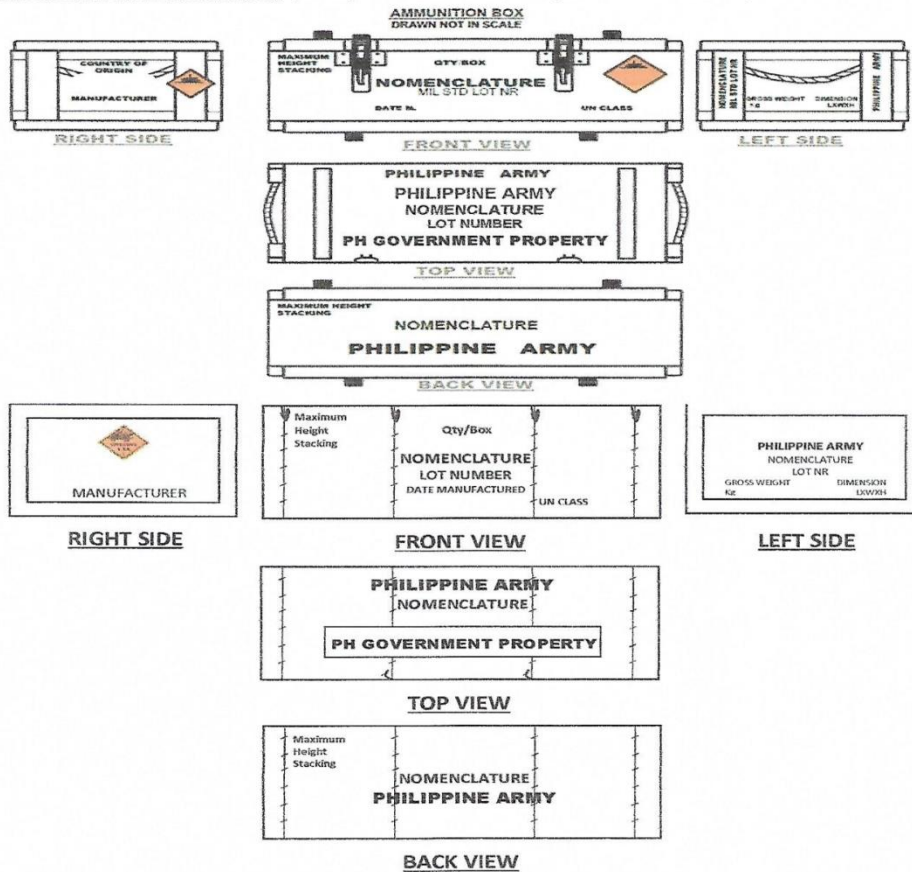 AMMUNITION BOX
DRAWN NOT IN SCALE
COUNTRY OF
ORIGIN
MANUFACTURER
RIGHT SIDE
MAXIMUM
HEIGHT
STACKING
QTY/BOX
NOMENCLATURE
MIL STD LOT NR
UN CLASS
FRONT VIEW
NOMENCLATURE
MIL STD LOT NR
GROSS WEIGHT
Kg
DIMENSION
LXWXH
PHILIPPINE ARMY
LEFT SIDE
PHILIPPINE ARMY
PHILIPPINE ARMY
NOMENCLATURE
LOT NUMBER
PH GOVERNMENT PROPERTY
TOP VIEW
MAXIMUM HEIGHT
STACKING
NOMENCLATURE
PHILIPPINE ARMY
BACK VIEW
MANUFACTURER
RIGHT SIDE
Maximum
Height
Stacking
Qty/Box
NOMENCLATURE
LOT NUMBER
DATE MANUFACTURED
UN CLASS
FRONT VIEW
PHILIPPINE ARMY
NOMENCLATURE
LOT NR
GROSS WEIGHT DIMENSION
Kg LXWXH
LEFT SIDE
PHILIPPINE ARMY
NOMENCLATURE
PH GOVERNMENT PROPERTY
TOP VIEW
Maximum
Height
Stacking
NOMENCLATURE
PHILIPPINE ARMY
BACK VIEW